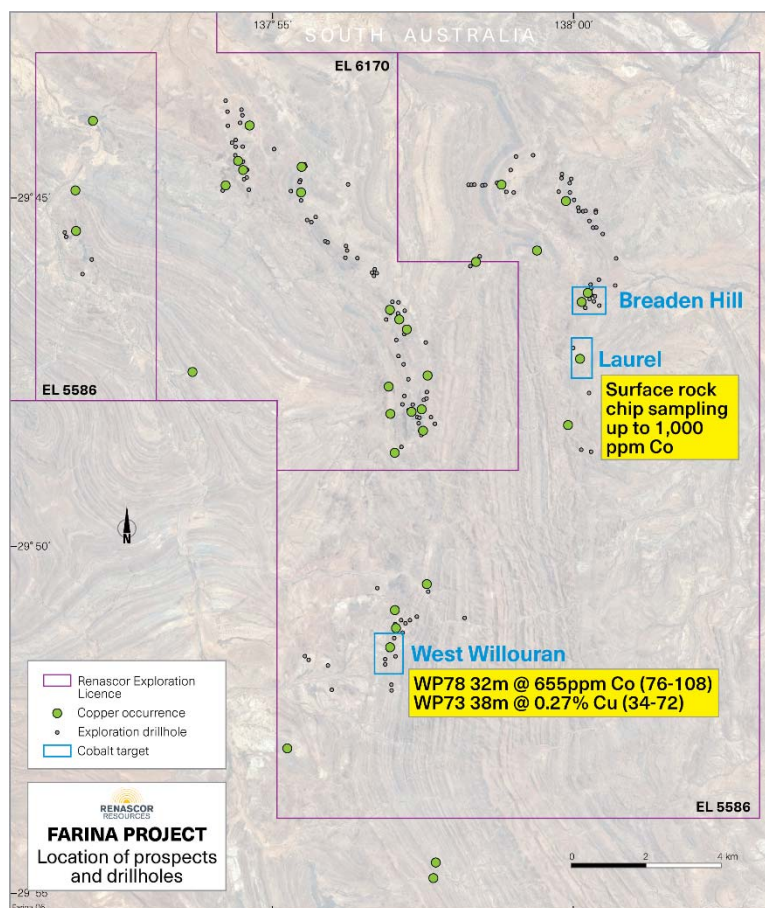 137°55'
138°00'
SOUTH AUSTRALIA
EL 6170
29°45'
Breaden Hill
Laurel
EL 5586
Surface rock
chip sampling
up to 1,000
ppm Co
N
29°50'
West Willouran
WP78 32m @ 655ppm Co (76-108)
WP73 38m @ 0.27% Cu (34-72)
Renascor Exploration
Licence
Copper occurrence
Exploration drillhole
Cobalt target
EL 5586
RENASCOR
RESOURCES
FARINA PROJECT
Location of prospects
and drillholes
0 2 4 km
29°55'